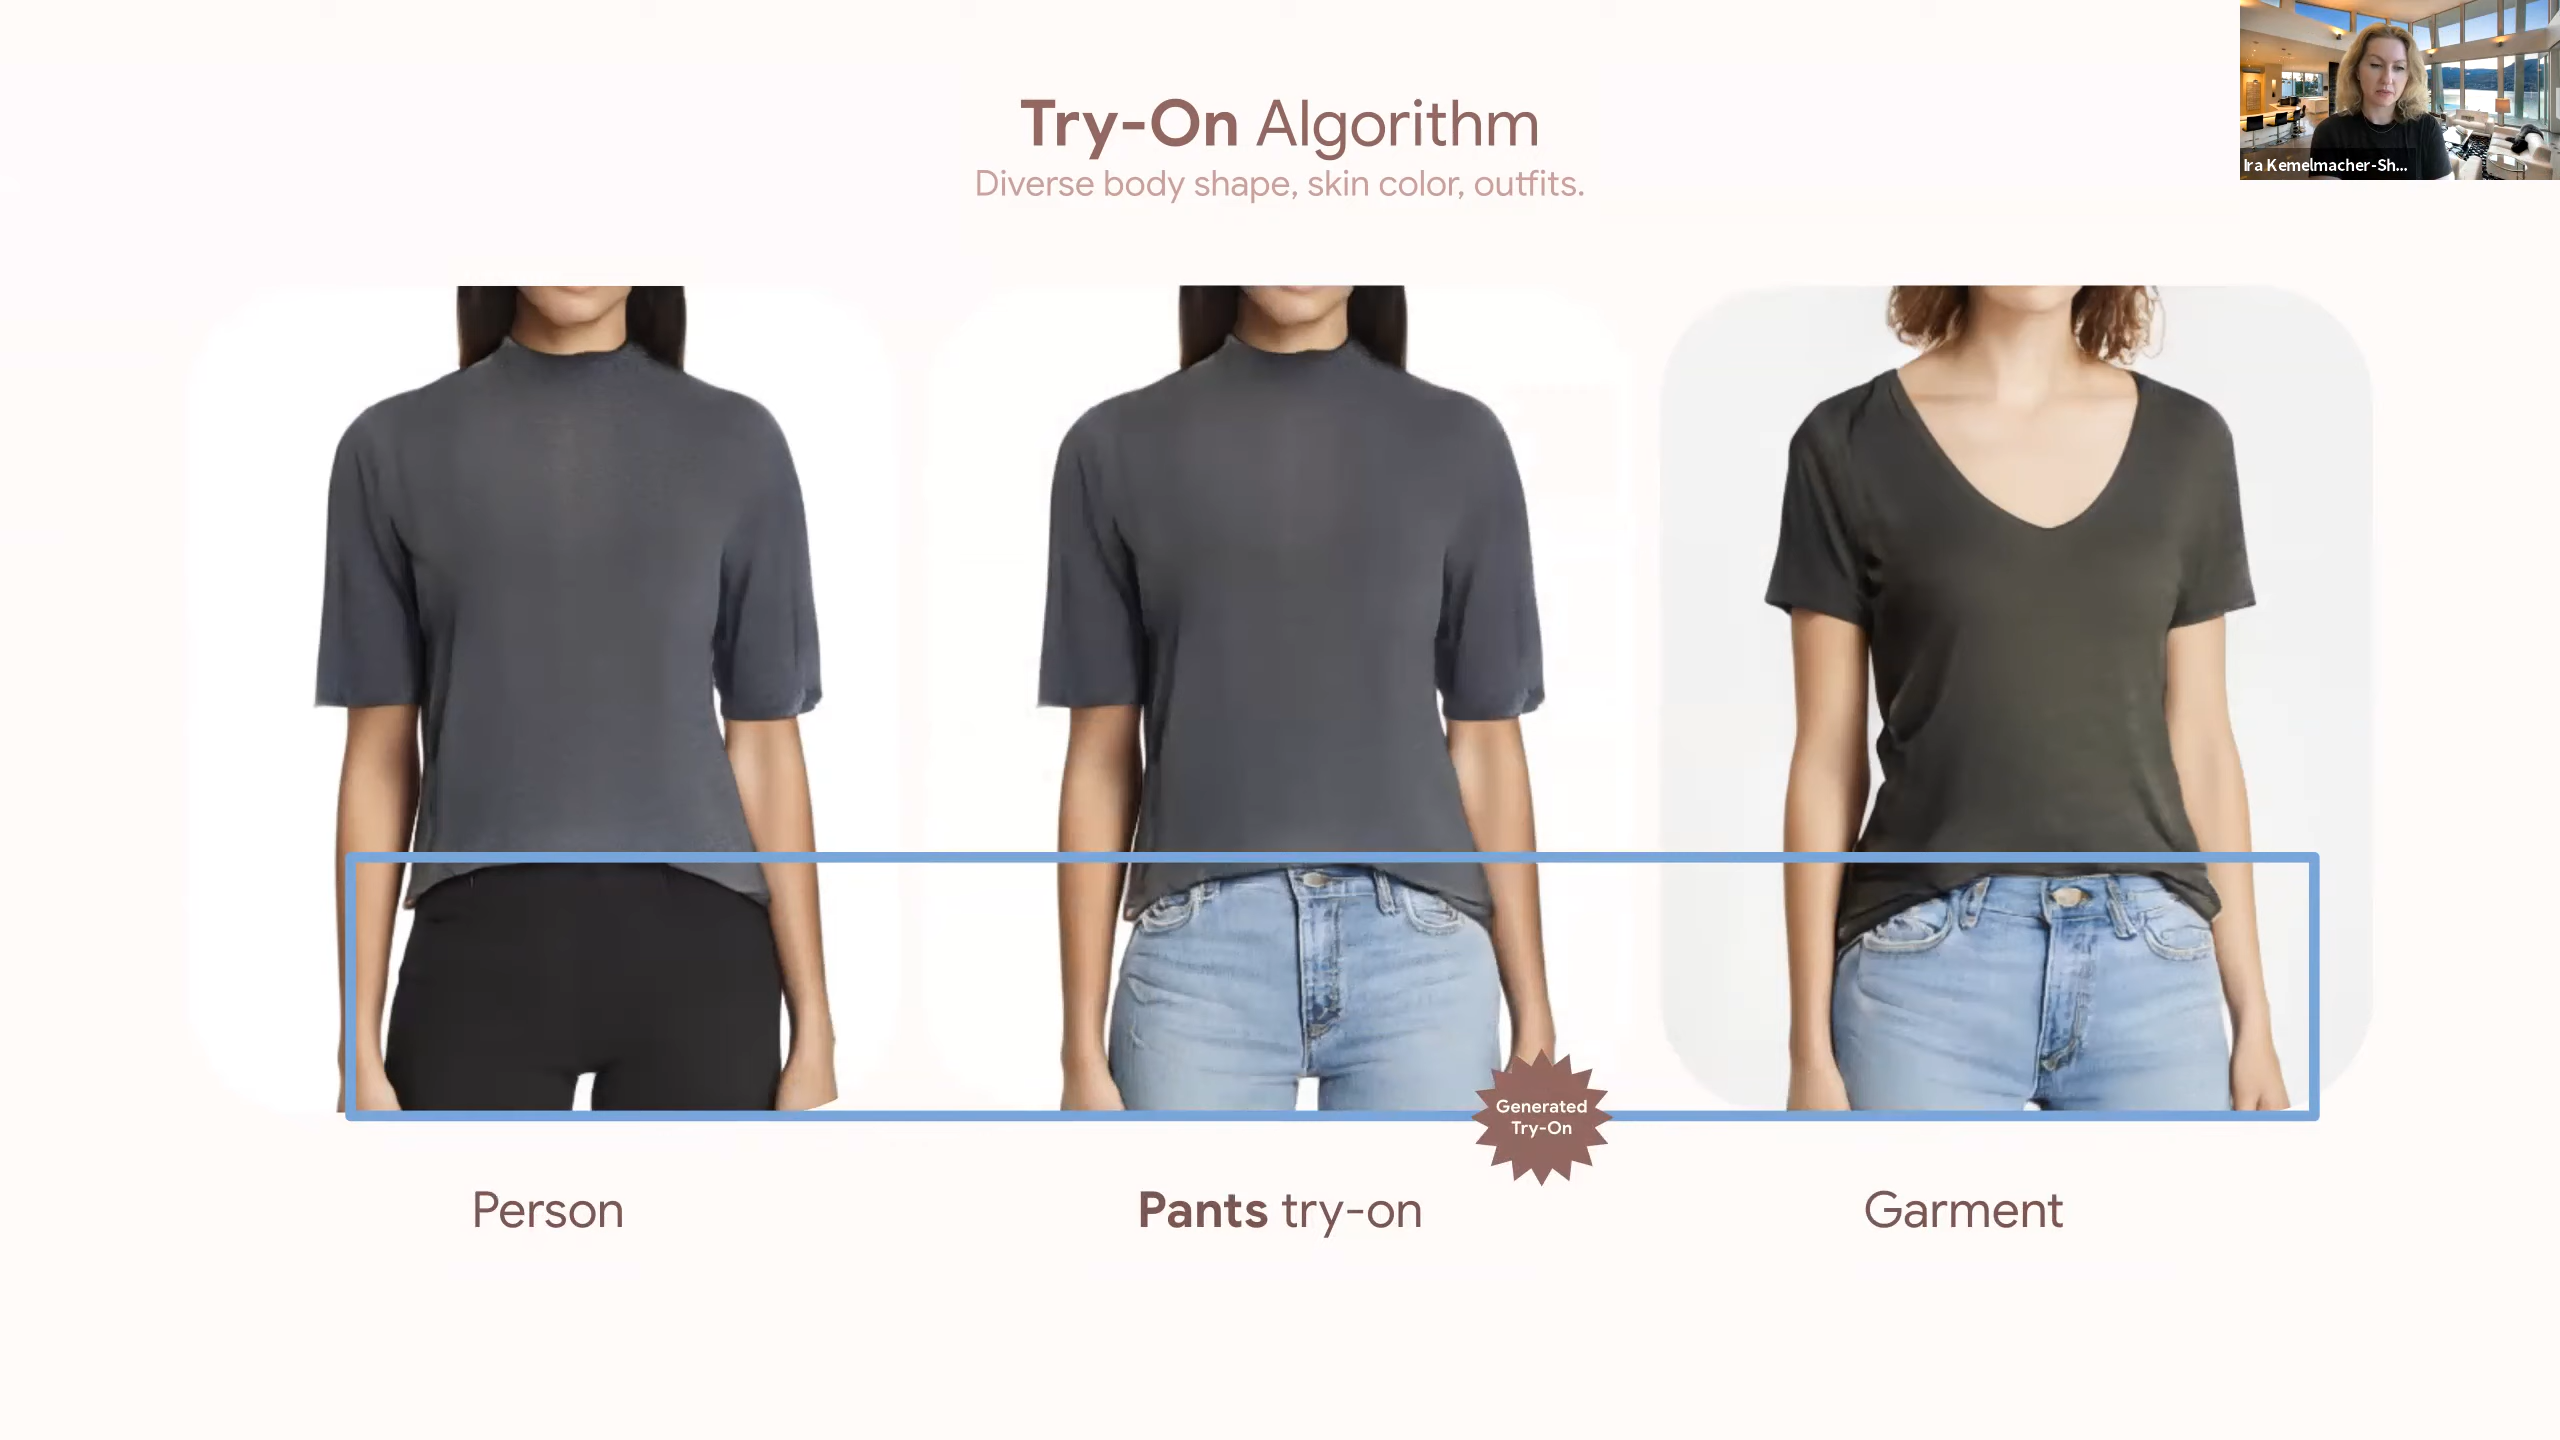 Try-On Algorithm
Diverse body shape, skin color, outfits.
Ira Kemelmacher-Sh...
Generated
Try-On
Person
Pants try-on
Garment